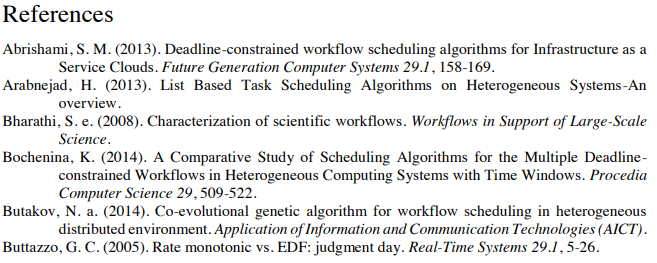 References
Abrishami, S. M. (2013). Deadline-constrained workflow scheduling algorithms for Infrastructure as a
Service Clouds. Future Generation Computer Systems 29.1, 158-169.
Arabnejad, H. (2013). List Based Task Scheduling Algorithms on Heterogeneous Systems-An
overview.
Bharathi, S. e. (2008). Characterization of scientific workflows. Workflows in Support of Large-Scale
Science.
Bochenina, K. (2014). A Comparative Study of Scheduling Algorithms for the Multiple Deadline-
constrained Workflows in Heterogeneous Computing Systems with Time Windows. Procedia
Computer Science 29, 509-522.
Butakov, N. a. (2014). Co-evolutional genetic algorithm for workflow scheduling in heterogeneous
distributed environment. Application of Information and Communication Technologies (AICT).
Buttazzo, G. C. (2005). Rate monotonic vs. EDF: judgment day. Real-Time Systems 29.1, 5-26.